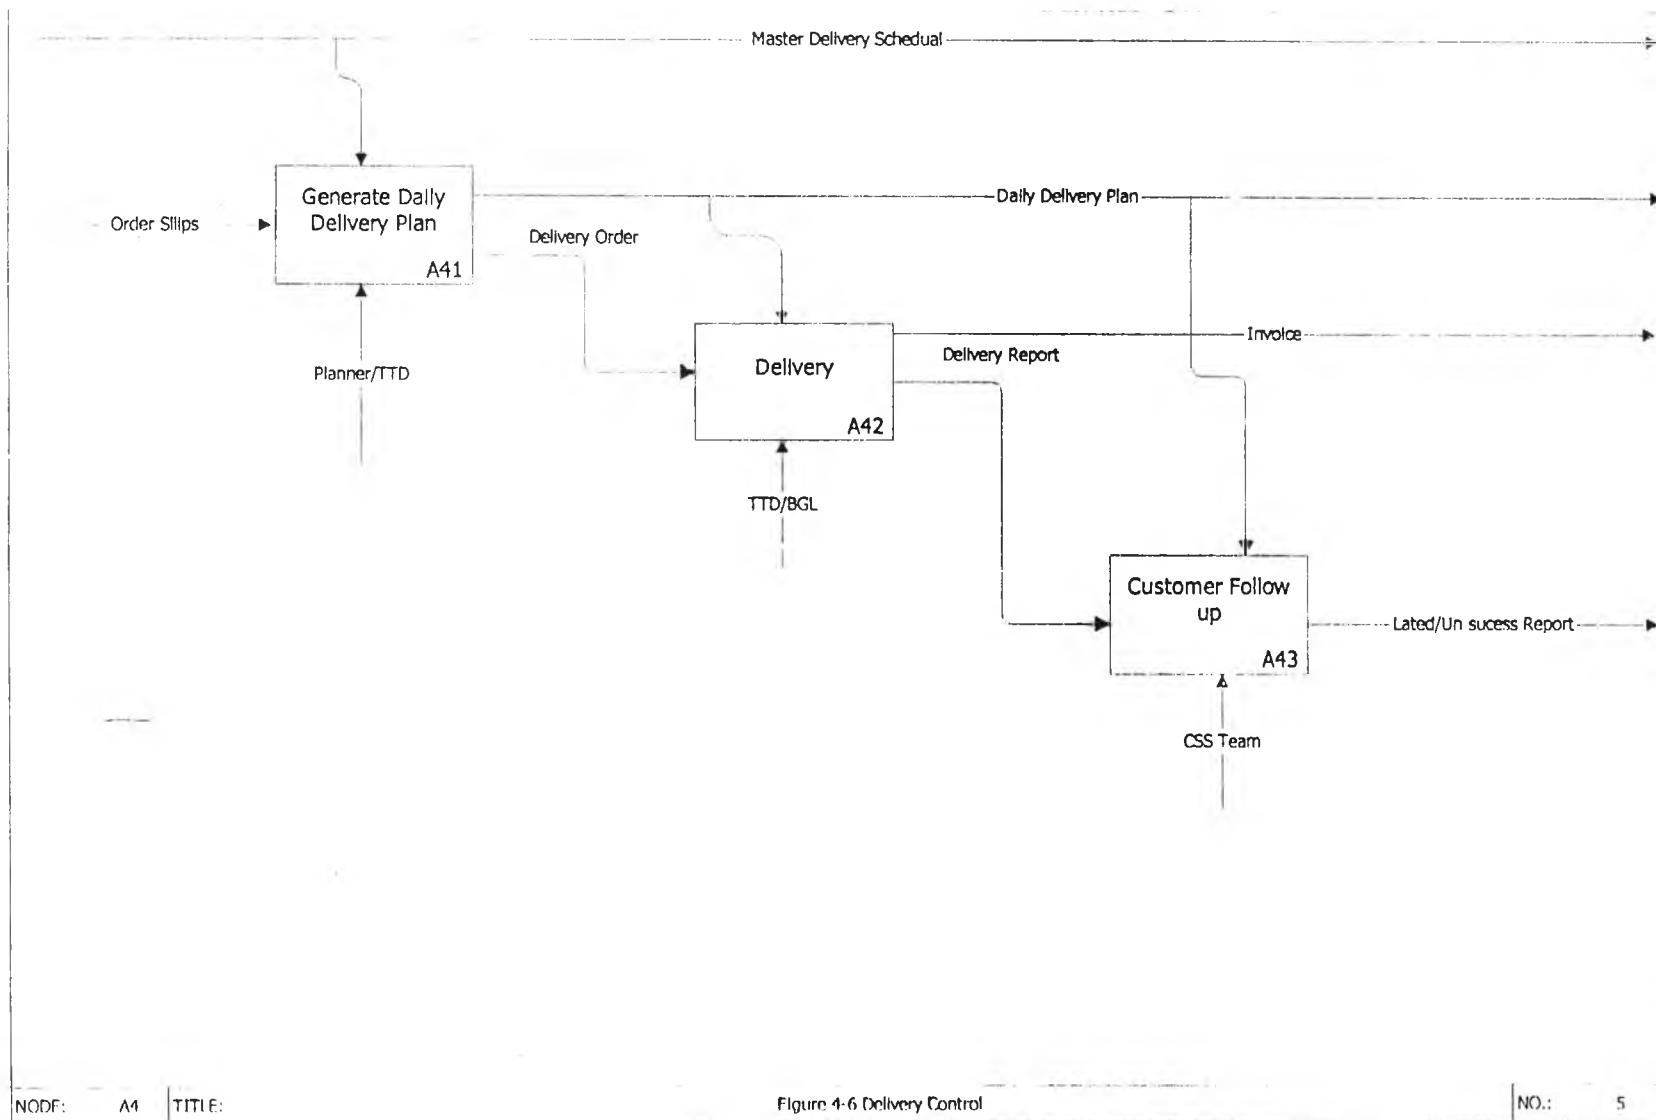 Master Delivery Schedual
Generate Daily
Delivery Plan
A41
Order Sliips
Daily Delivery Plan
Delivery Order
Planner/TTD
Delivery
A42
Invoice
Delivery Report
TTD/BGL
Customer Follow
up
A43
Lated/Un sucess Report
CSS Team
NODE: A4 TITLE: Figure 4-6 Delivery Control NO.: 5